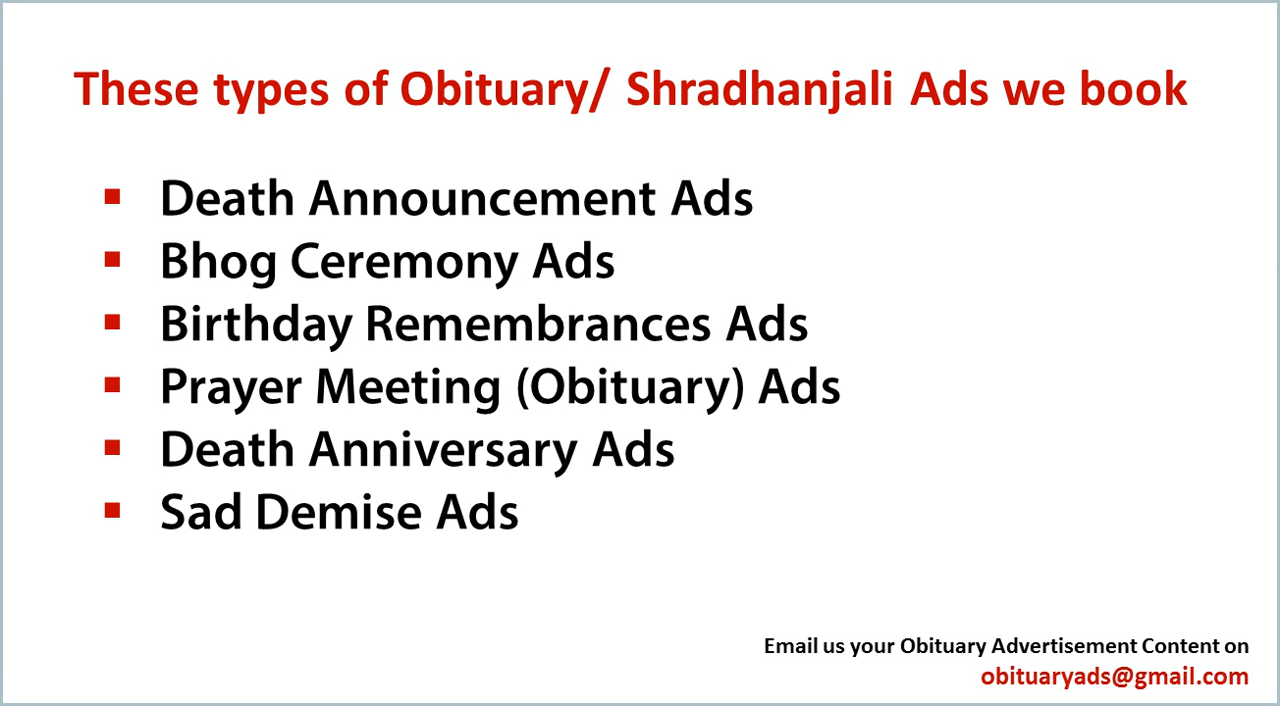 These types of Obituary/ Shradhanjali Ads we book
Death Announcement Ads
Bhog Ceremony Ads
Birthday Remembrances Ads
Prayer Meeting (Obituary) Ads
Death Anniversary Ads
Sad Demise Ads
Email us your Obituary Advertisement Content on
obituaryads@gmail.com